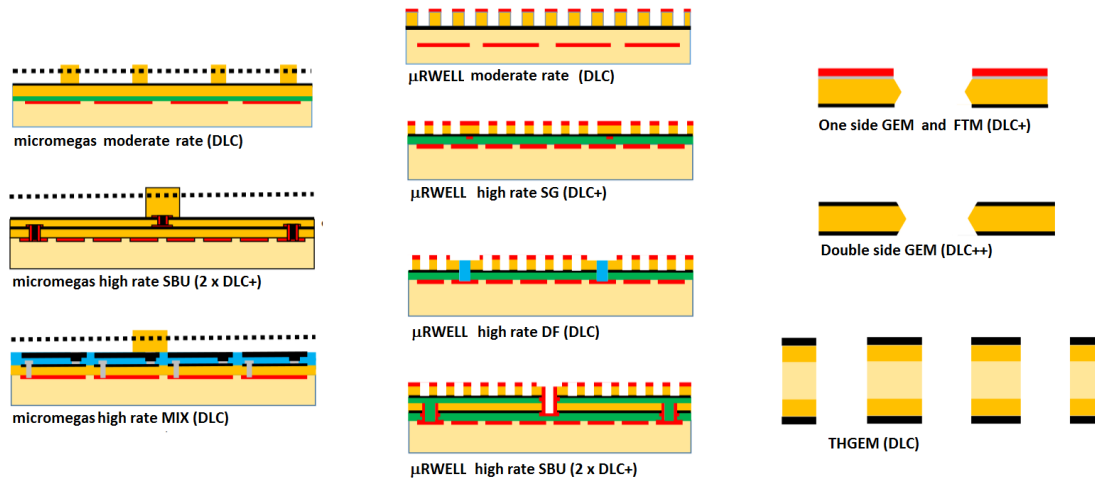 micromegas moderate rate (DLC)
micromegas high rate SBU (2 x DLC+)
micromegas high rate MIX (DLC)
μRWELL moderate rate (DLC)
μRWELL high rate SG (DLC+)
μRWELL high rate DF (DLC)
μRWELL high rate SBU (2 x DLC+)
One side GEM and FTM (DLC+)
Double side GEM (DLC++)
THGEM (DLC)